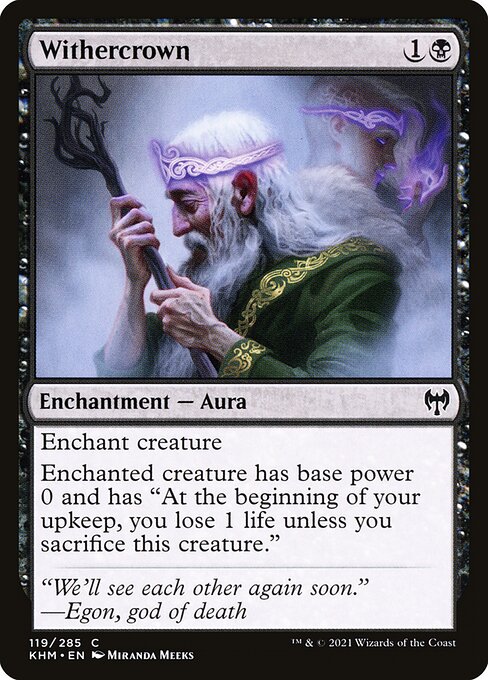 Withercrown 1
Enchantment — Aura
Enchant creature
Enchanted creature has base power
0 and has “At the beginning of your
upkeep, you lose 1 life unless you
sacrifice this creature.”
“We’ll see each other again soon.”
—Egon, god of death
119/285 C
KHM • EN Miranda Meeks
™ & © 2021 Wizards of the Coast